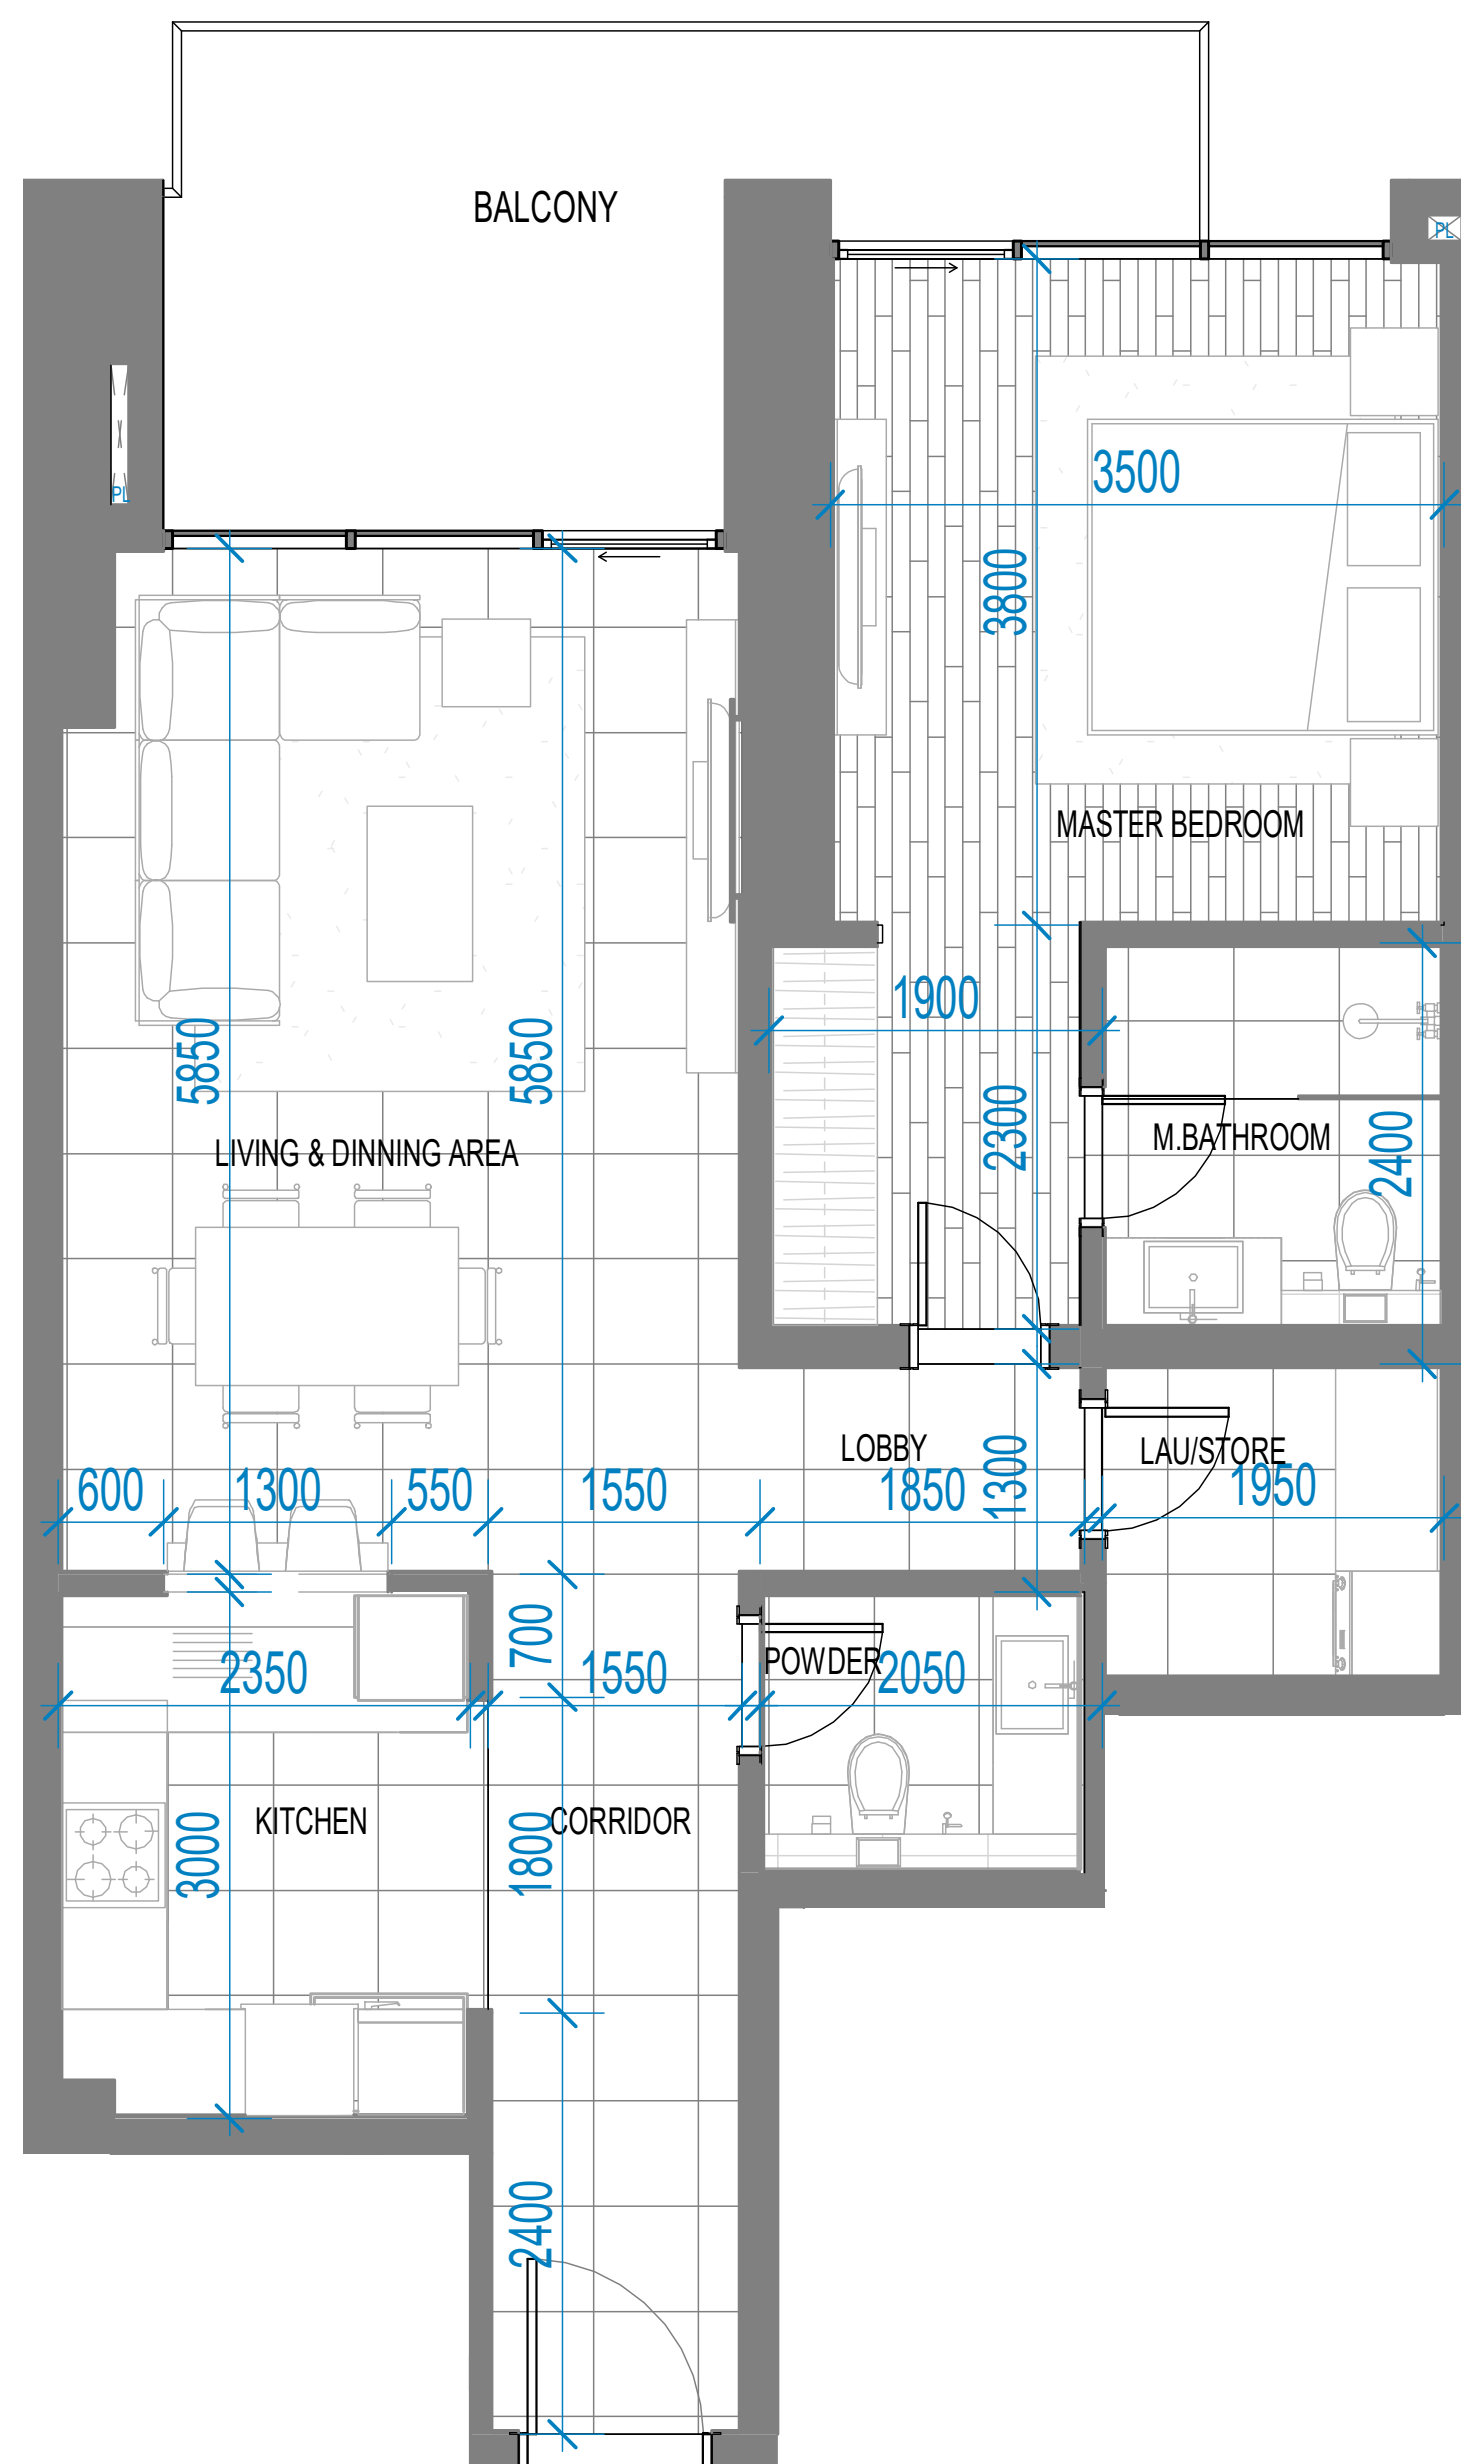 BALCONY
PL
PL
3500
3800
MASTER BEDROOM
1900
5850
5850
2300
M.BATHROOM
2400
LIVING & DINNING AREA
LOBBY
LAU/STORE
600
1300
550
1550
1850
1300
1950
700
2350
1550
POWDER
2050
KITCHEN
3000
CORRIDOR
1800
2400